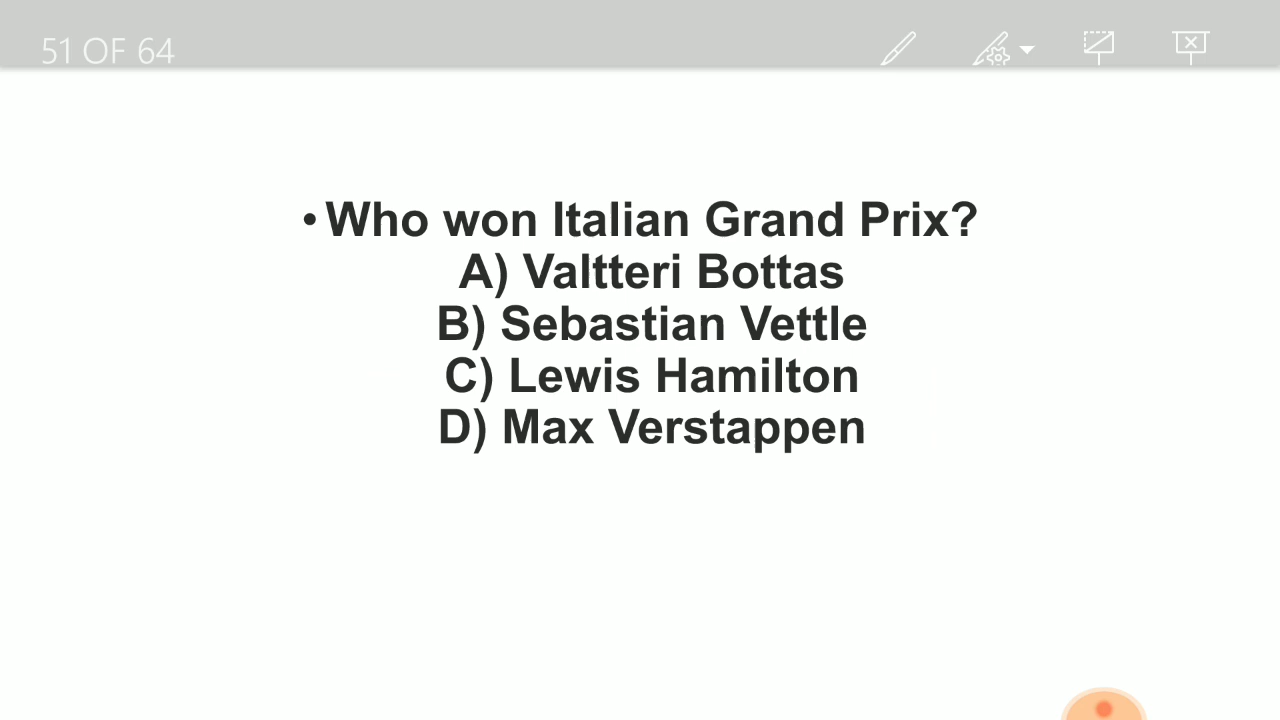 51 OF 64
• Who won Italian Grand Prix?
A) Valtteri Bottas
B) Sebastian Vettle
C) Lewis Hamilton
D) Max Verstappen